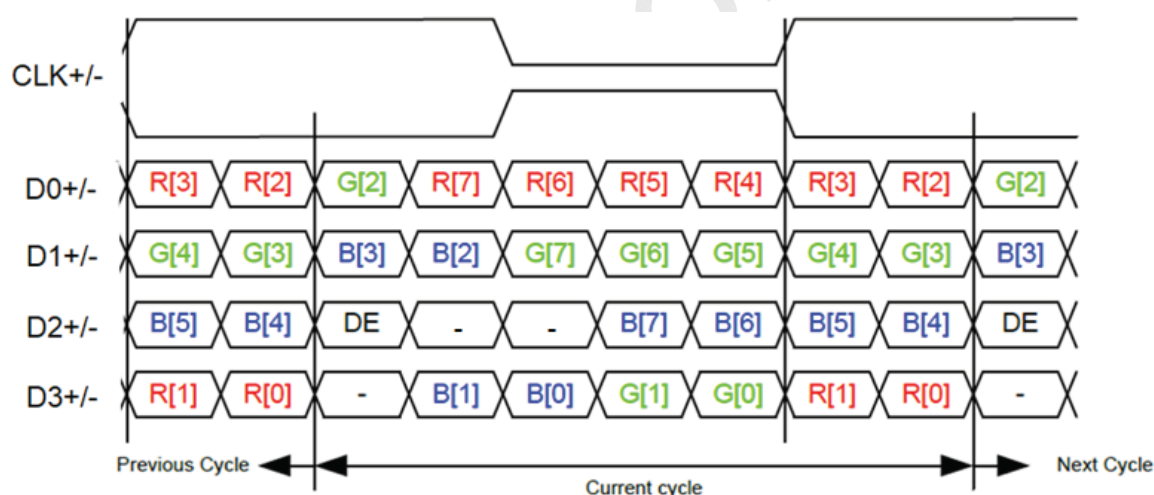 CLK+/-
D0+/- R[3] R[2] G[2] R[7] R[6] R[5] R[4] R[3] R[2] G[2]
D1+/- G[4] G[3] B[3] B[2] G[7] G[6] G[5] G[4] G[3] B[3]
D2+/- B[5] B[4] DE - - B[7] B[6] B[5] B[4] DE
D3+/- R[1] R[0] - B[1] B[0] G[1] G[0] R[1] R[0] -
Previous Cycle Next Cycle
Current cycle